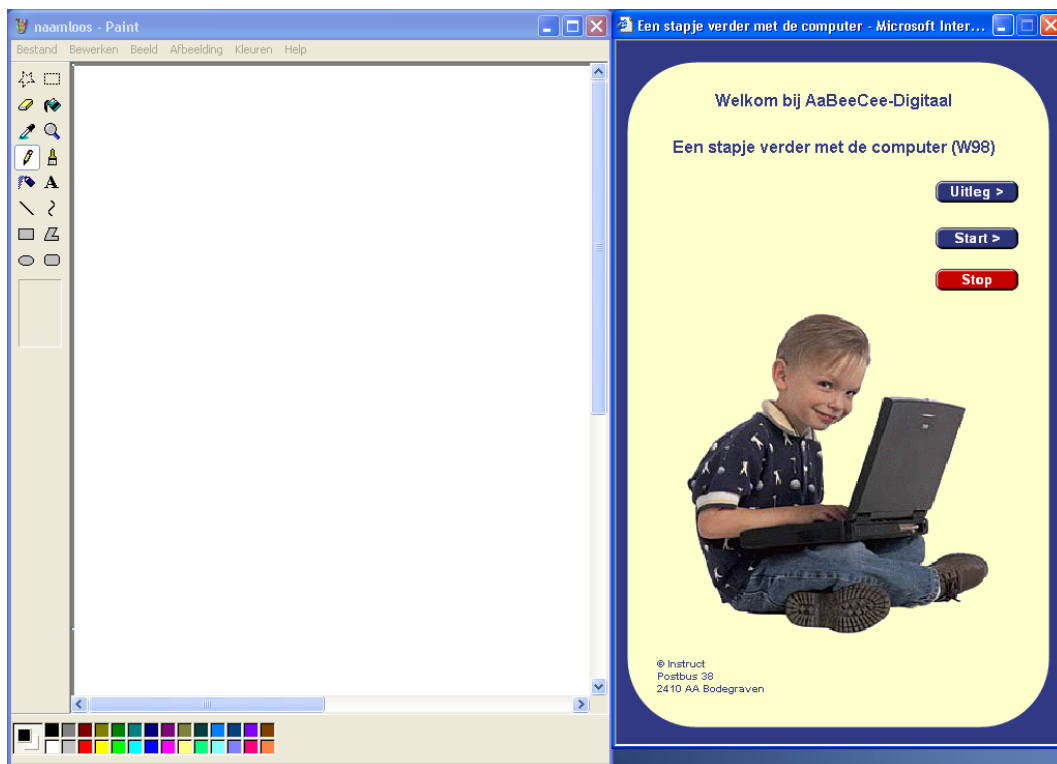 naamloos - Paint
Bestand Bewerken Beeld Afbeelding Kleuren Help
A
Een stapje verder met de computer - Microsoft Inter...
Welkom bij AaBeeCee-Digitaal
Een stapje verder met de computer (W98)
Uitleg >
Start >
Stop
© Instruct
Postbus 38
2410 AA Bodegraven